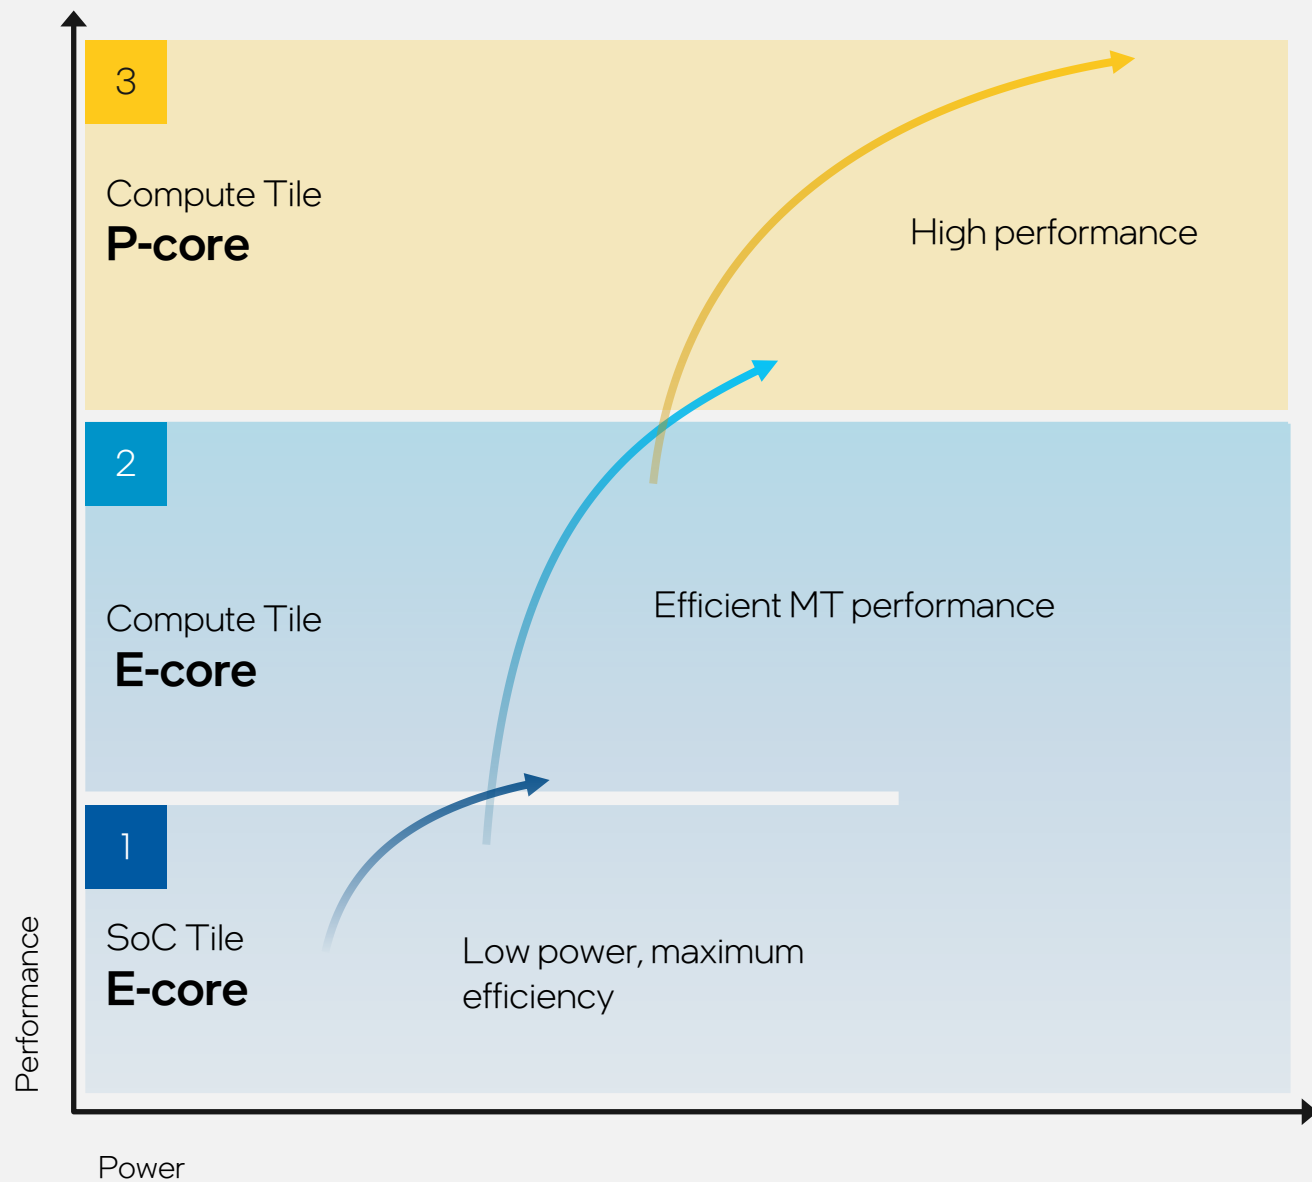 3
Compute Tile
P-core
High performance
2
Compute Tile
E-core
Efficient MT performance
1
SoC Tile
E-core
Low power, maximum
efficiency
Performance
Power